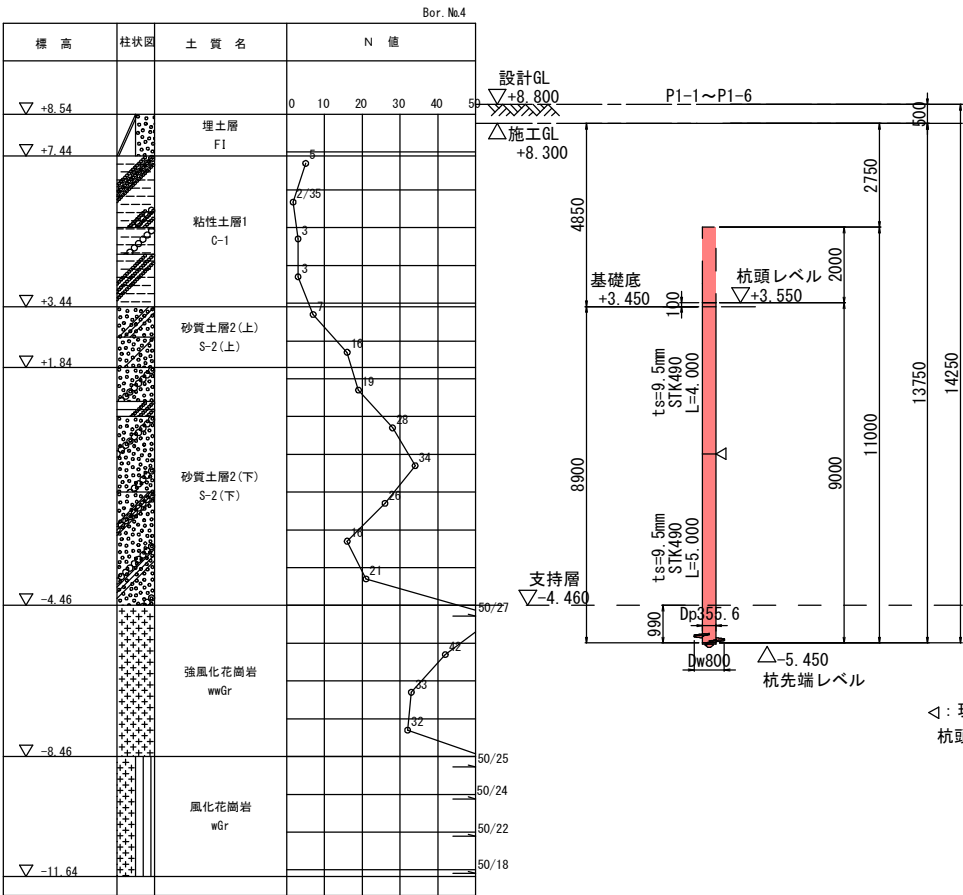 Bor. No.4
標 高
柱状図
土 質 名
N 値
0 10 20 30 40 50
▽ +8.54
埋土層
FI
▽ +7.44
粘性土層1
C-1
▽ +3.44
砂質土層2(上)
S-2(上)
▽ +1.84
砂質土層2(下)
S-2(下)
▽ -4.46
強風化花崗岩
wwGr
▽ -8.46
風化花崗岩
wGr
▽ -11.64
5
2/35
3
3
7
16
19
28
34
26
16
21
50/27
42
33
32
50/25
50/24
50/22
50/18
設計GL
▽+8.800
P1-1～P1-6
△施工GL
+8.300
500
2750
4850
2000
基礎底
+3.450
100
杭頭レベル
▽+3.550
ts=9.5mm
STK490
L=4.000
13750
14250
11000
8900
9000
ts=9.5mm
STK490
L=5.000
支持層
▽-4.460
990
Dp355.6
Dw800
△-5.450
杭先端レベル
◁：
杭頭